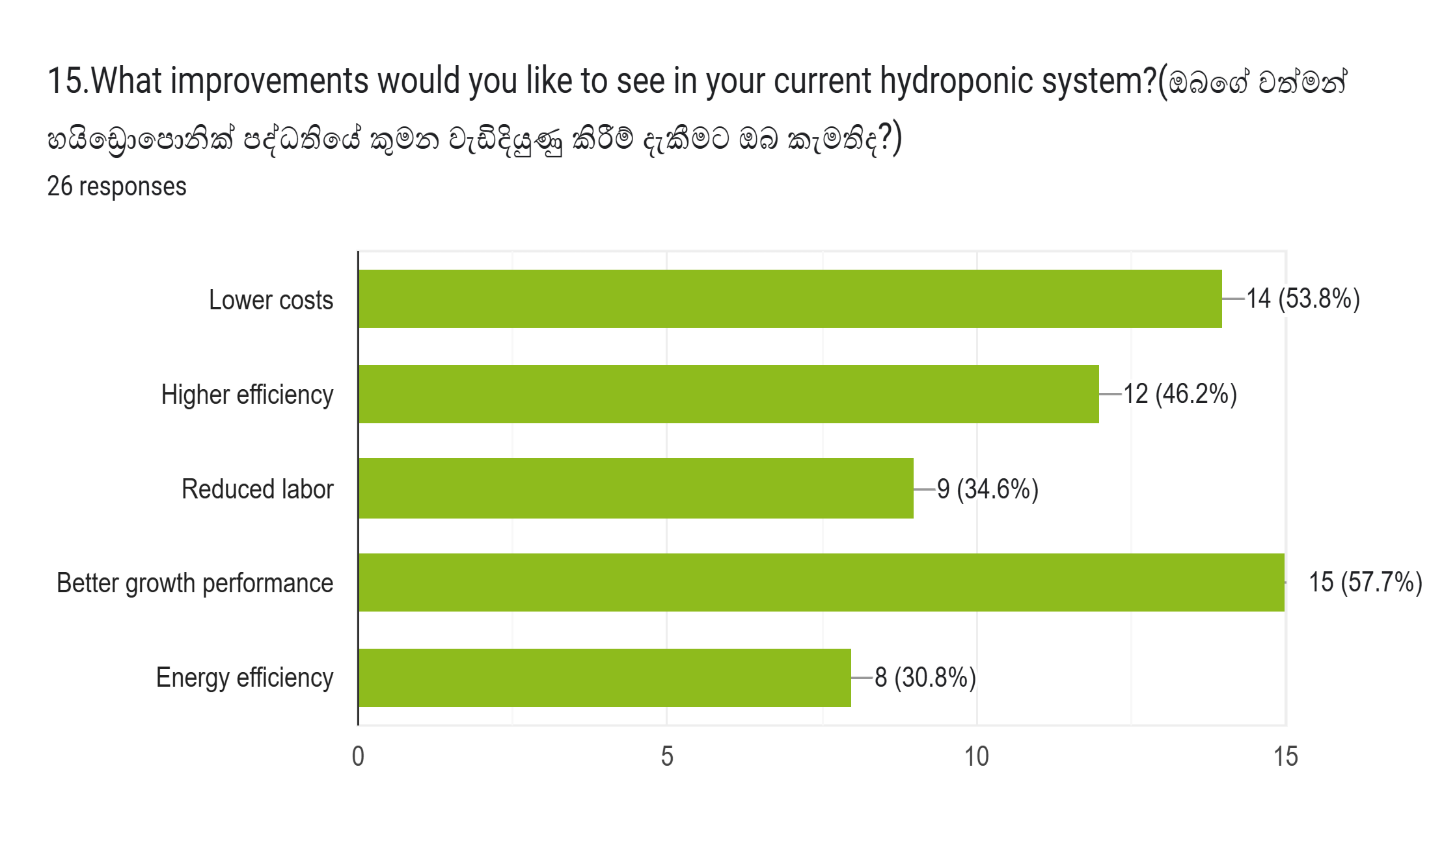 15.What improvements would you like to see in your current hydroponic system?(ඔබගේ වත්මන්
හයිඩ්‍රොපොනික් පද්ධතියේ කුමන වැඩිදියුණු කිරීම් දැකීමට ඔබ කැමතිද?)
26 responses
Lower costs
14 (53.8%)
Higher efficiency
12 (46.2%)
Reduced labor
9 (34.6%)
Better growth performance
15 (57.7%)
Energy efficiency
8 (30.8%)
0 5 10 15